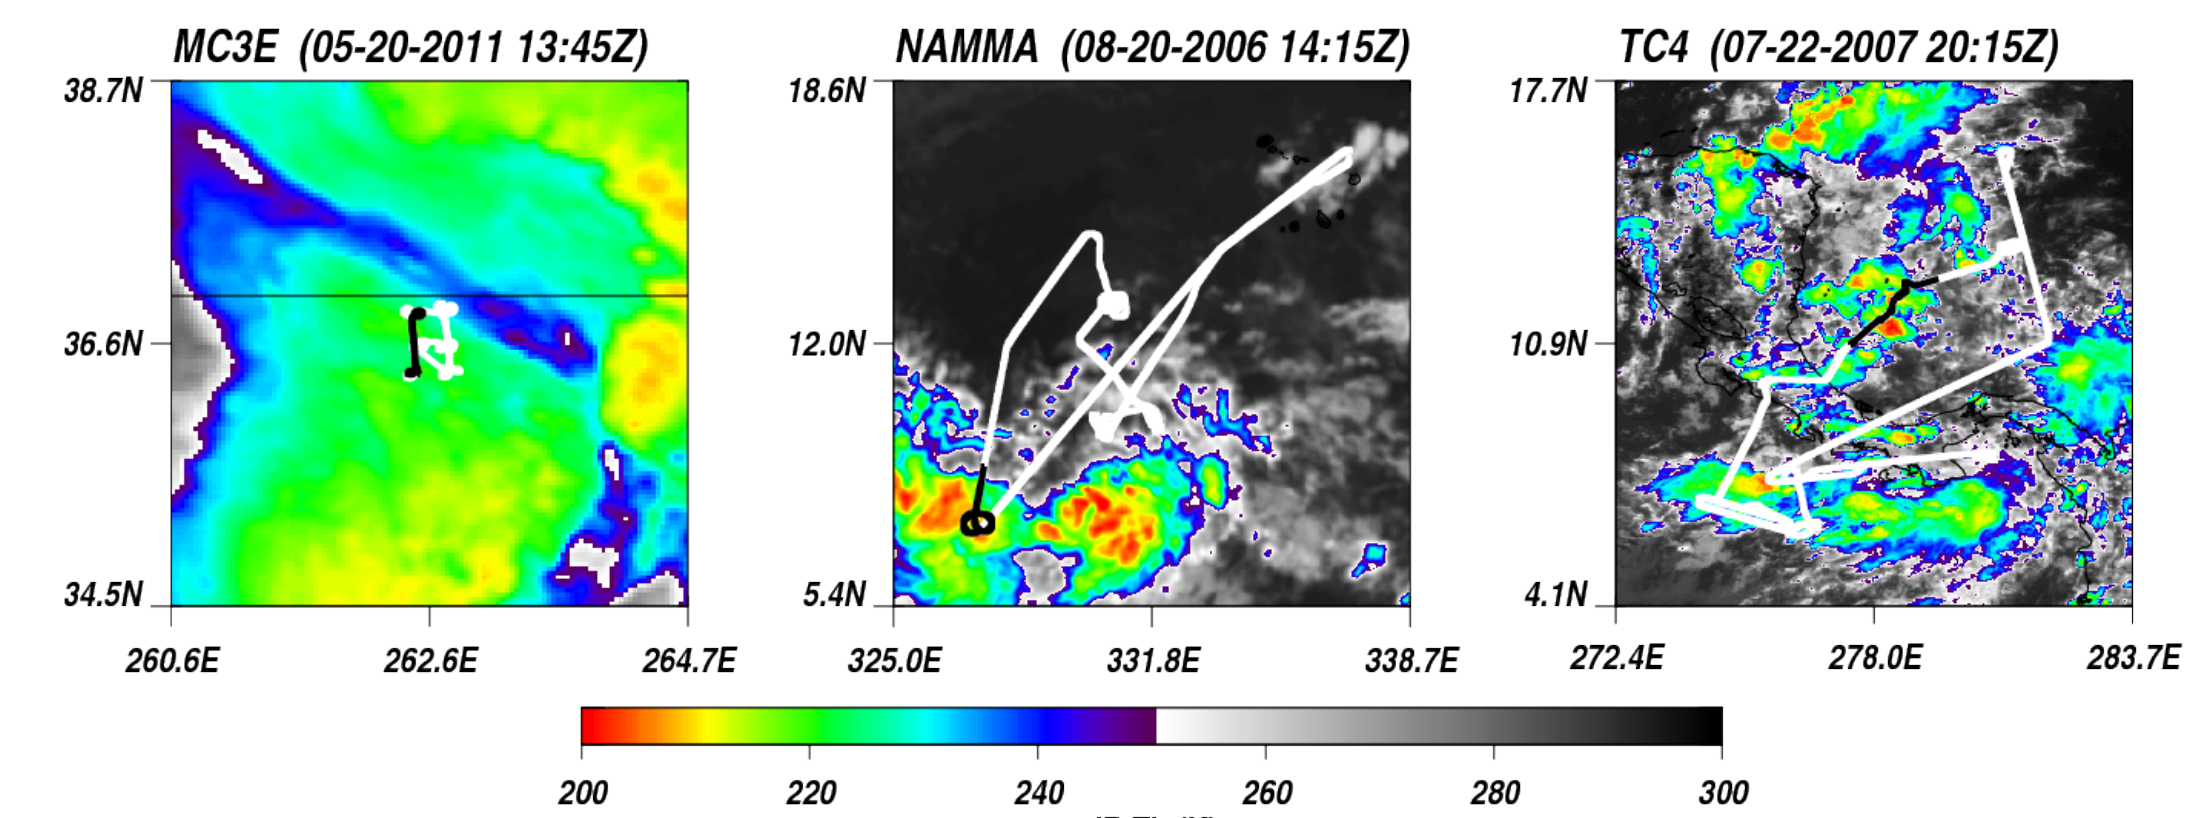 MC3E (05-20-2011 13:45Z)
NAMMA (08-20-2006 14:15Z)
TC4 (07-22-2007 20:15Z)
38.7N
36.6N
34.5N
260.6E 262.6E 264.7E
18.6N
12.0N
5.4N
325.0E 331.8E 338.7E
17.7N
10.9N
4.1N
272.4E 278.0E 283.7E
200 220 240 260 280 300